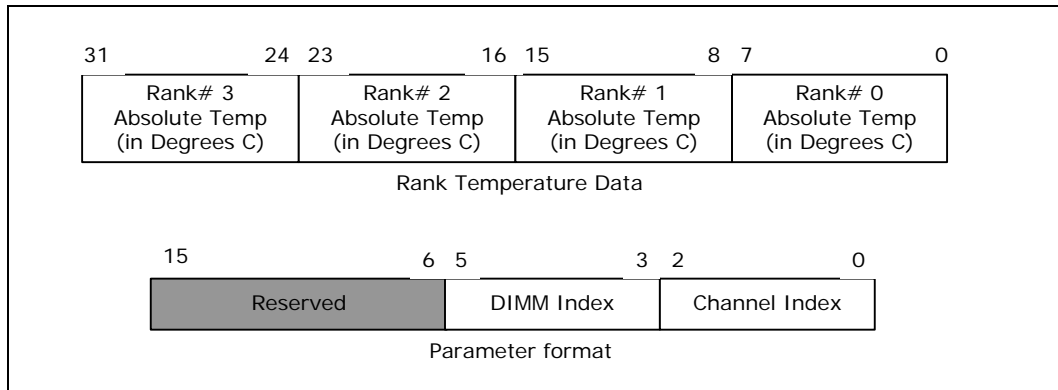 31 24 23 16 15 8 7 0
Rank# 3 Rank# 2 Rank# 1 Rank# 0
Absolute Temp Absolute Temp Absolute Temp Absolute Temp
(in Degrees C) (in Degrees C) (in Degrees C) (in Degrees C)
Rank Temperature Data
15 6 5 3 2 0
Reserved DIMM Index Channel Index
Parameter format